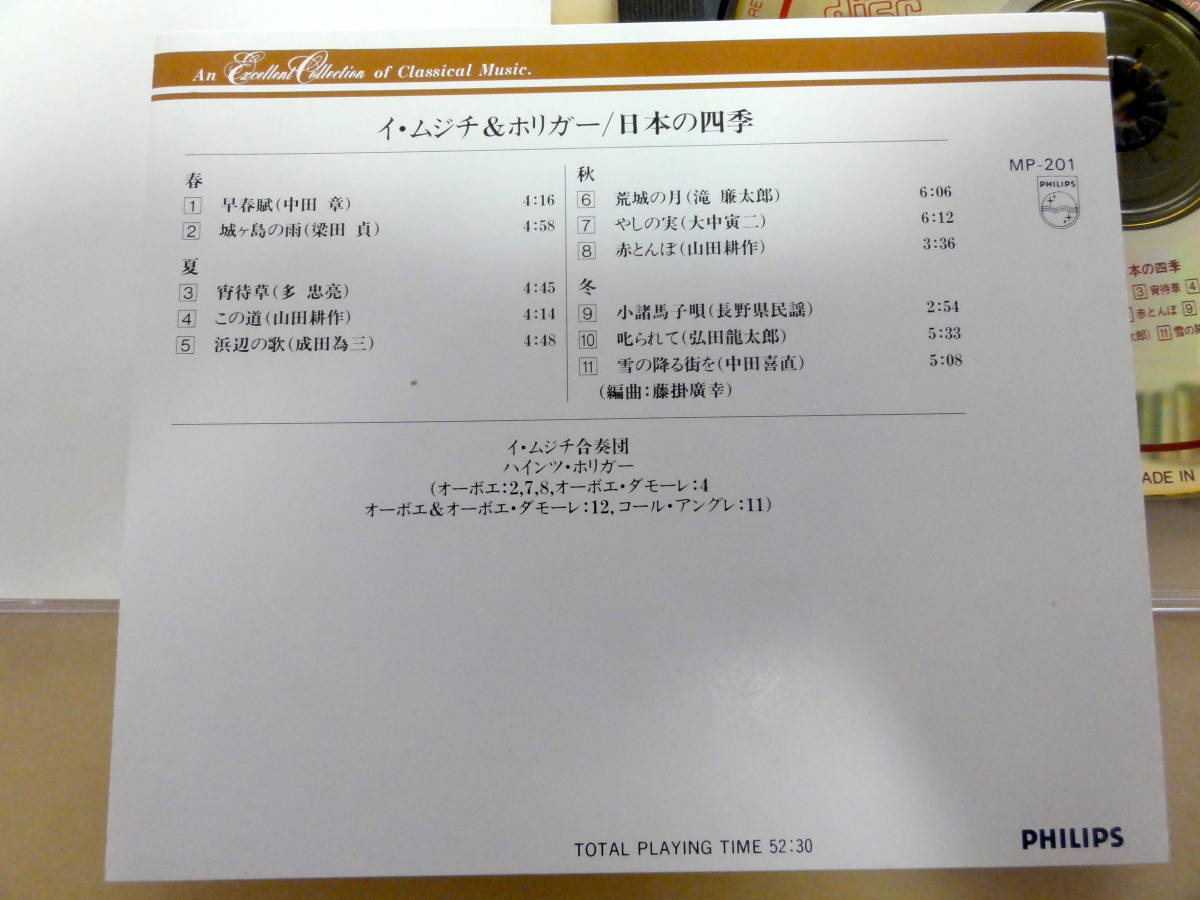 An Excellent Collection of Classical Music.
イ・ムジチ&ホリガー/日本の四季
MP-201
PHILIPS
春
1 早春賦(中田 章) 4:16
2 城ヶ島の雨(梁田 貞) 4:58
夏
3 宵待草(多 忠亮) 4:45
4 この道(山田耕作) 4:14
5 浜辺の歌(成田為三) 4:48
秋
6 荒城の月(滝 廉太郎) 6:06
7 やしの実(大中寅二) 6:12
8 赤とんぼ(山田耕作) 3:36
冬
9 小諸馬子唄(長野県民謡) 2:54
10 叱られて(弘田龍太郎) 5:33
11 雪の降る街を(中田喜直) 5:08
(編曲:藤掛廣幸)
イ・ムジチ合奏団
ハインツ・ホリガー
(オーボエ:2,7,8,オーボエ・ダモーレ:4
オーボエ&オーボエ・ダモーレ:12,コール・アングレ:11)
TOTAL PLAYING TIME 52:30
PHILIPS
disc
本の四季
3 宵待草 4
赤とんぼ 9
太郎) 11 雪の降
ADE IN